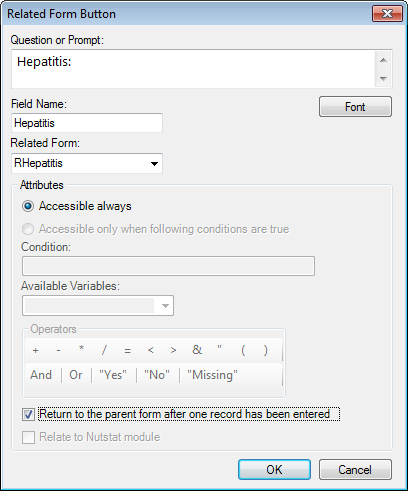 Related Form Button
Question or Prompt:
Hepatitis:
Field Name:
Font
Hepatitis
Related Form:
RHepatitis
Attributes
Accessible always
Accessible only when following conditions are true
Condition:
Available Variables:
Operators
+ - * / = < > & " ( )
And Or "Yes" "No" "Missing"
Return to the parent form after one record has been entered
Relate to Nutstat module
OK Cancel